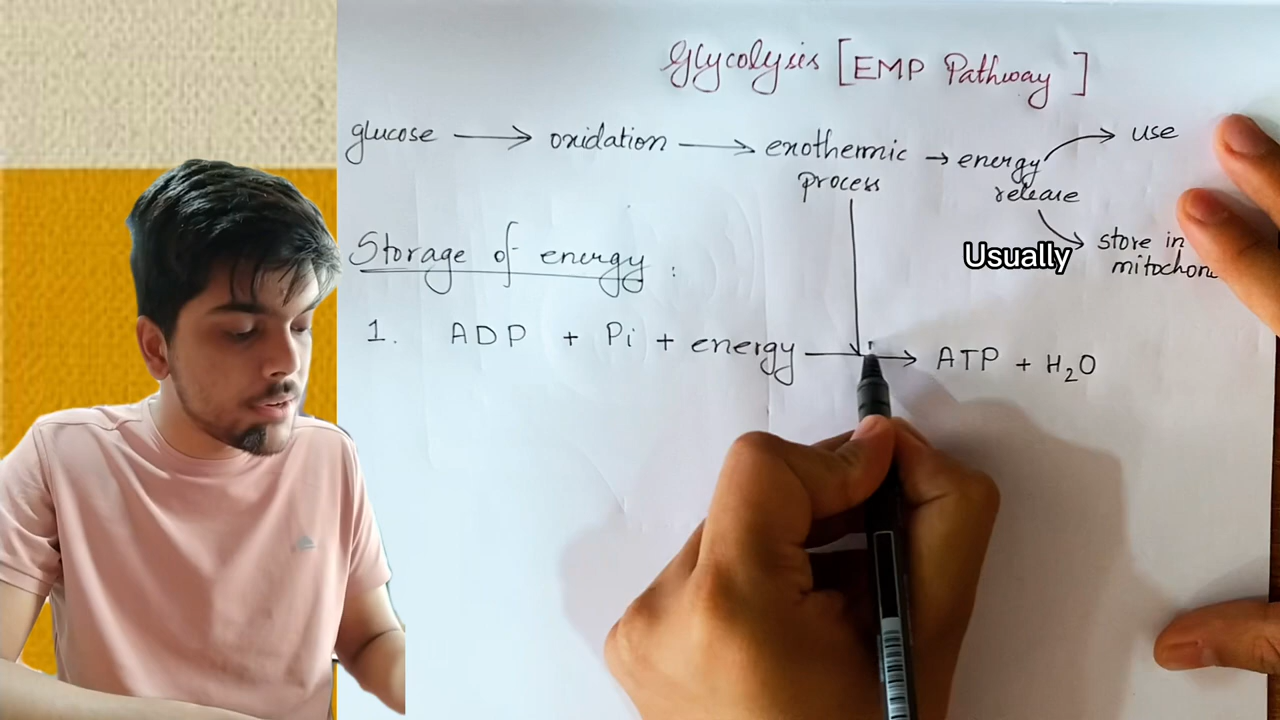 Glycolysis [EMP Pathway]
glucose → oxidation → exothermic process → energy release → use
Usually
store in
Storage of energy :
1. ADP + Pi + energy → ATP + H₂O